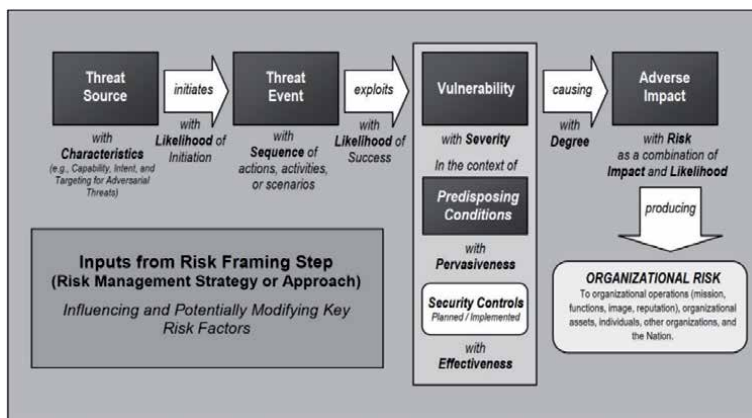 Threat
Source
initiates
Threat
Event
exploits
Vulnerability
causing
Adverse
Impact
with
Characteristics
(e.g., Capability, Intent, and
Targeting for Adversarial
Threats)
with
Likelihood of
Initiation
with
Sequence of
actions, activities,
or scenarios
with
Likelihood of
Success
with Severity
In the context of
Predisposing
Conditions
with
Pervasiveness
Security Controls
Planned / Implemented
with
Effectiveness
with
Degree
with Risk
as a combination of
Impact and Likelihood
producing
ORGANIZATIONAL RISK
To organizational operations (mission,
functions, image, reputation), organizational
assets, individuals, other organizations, and
the Nation.
Inputs from Risk Framing Step
(Risk Management Strategy or Approach)
Influencing and Potentially Modifying Key
Risk Factors